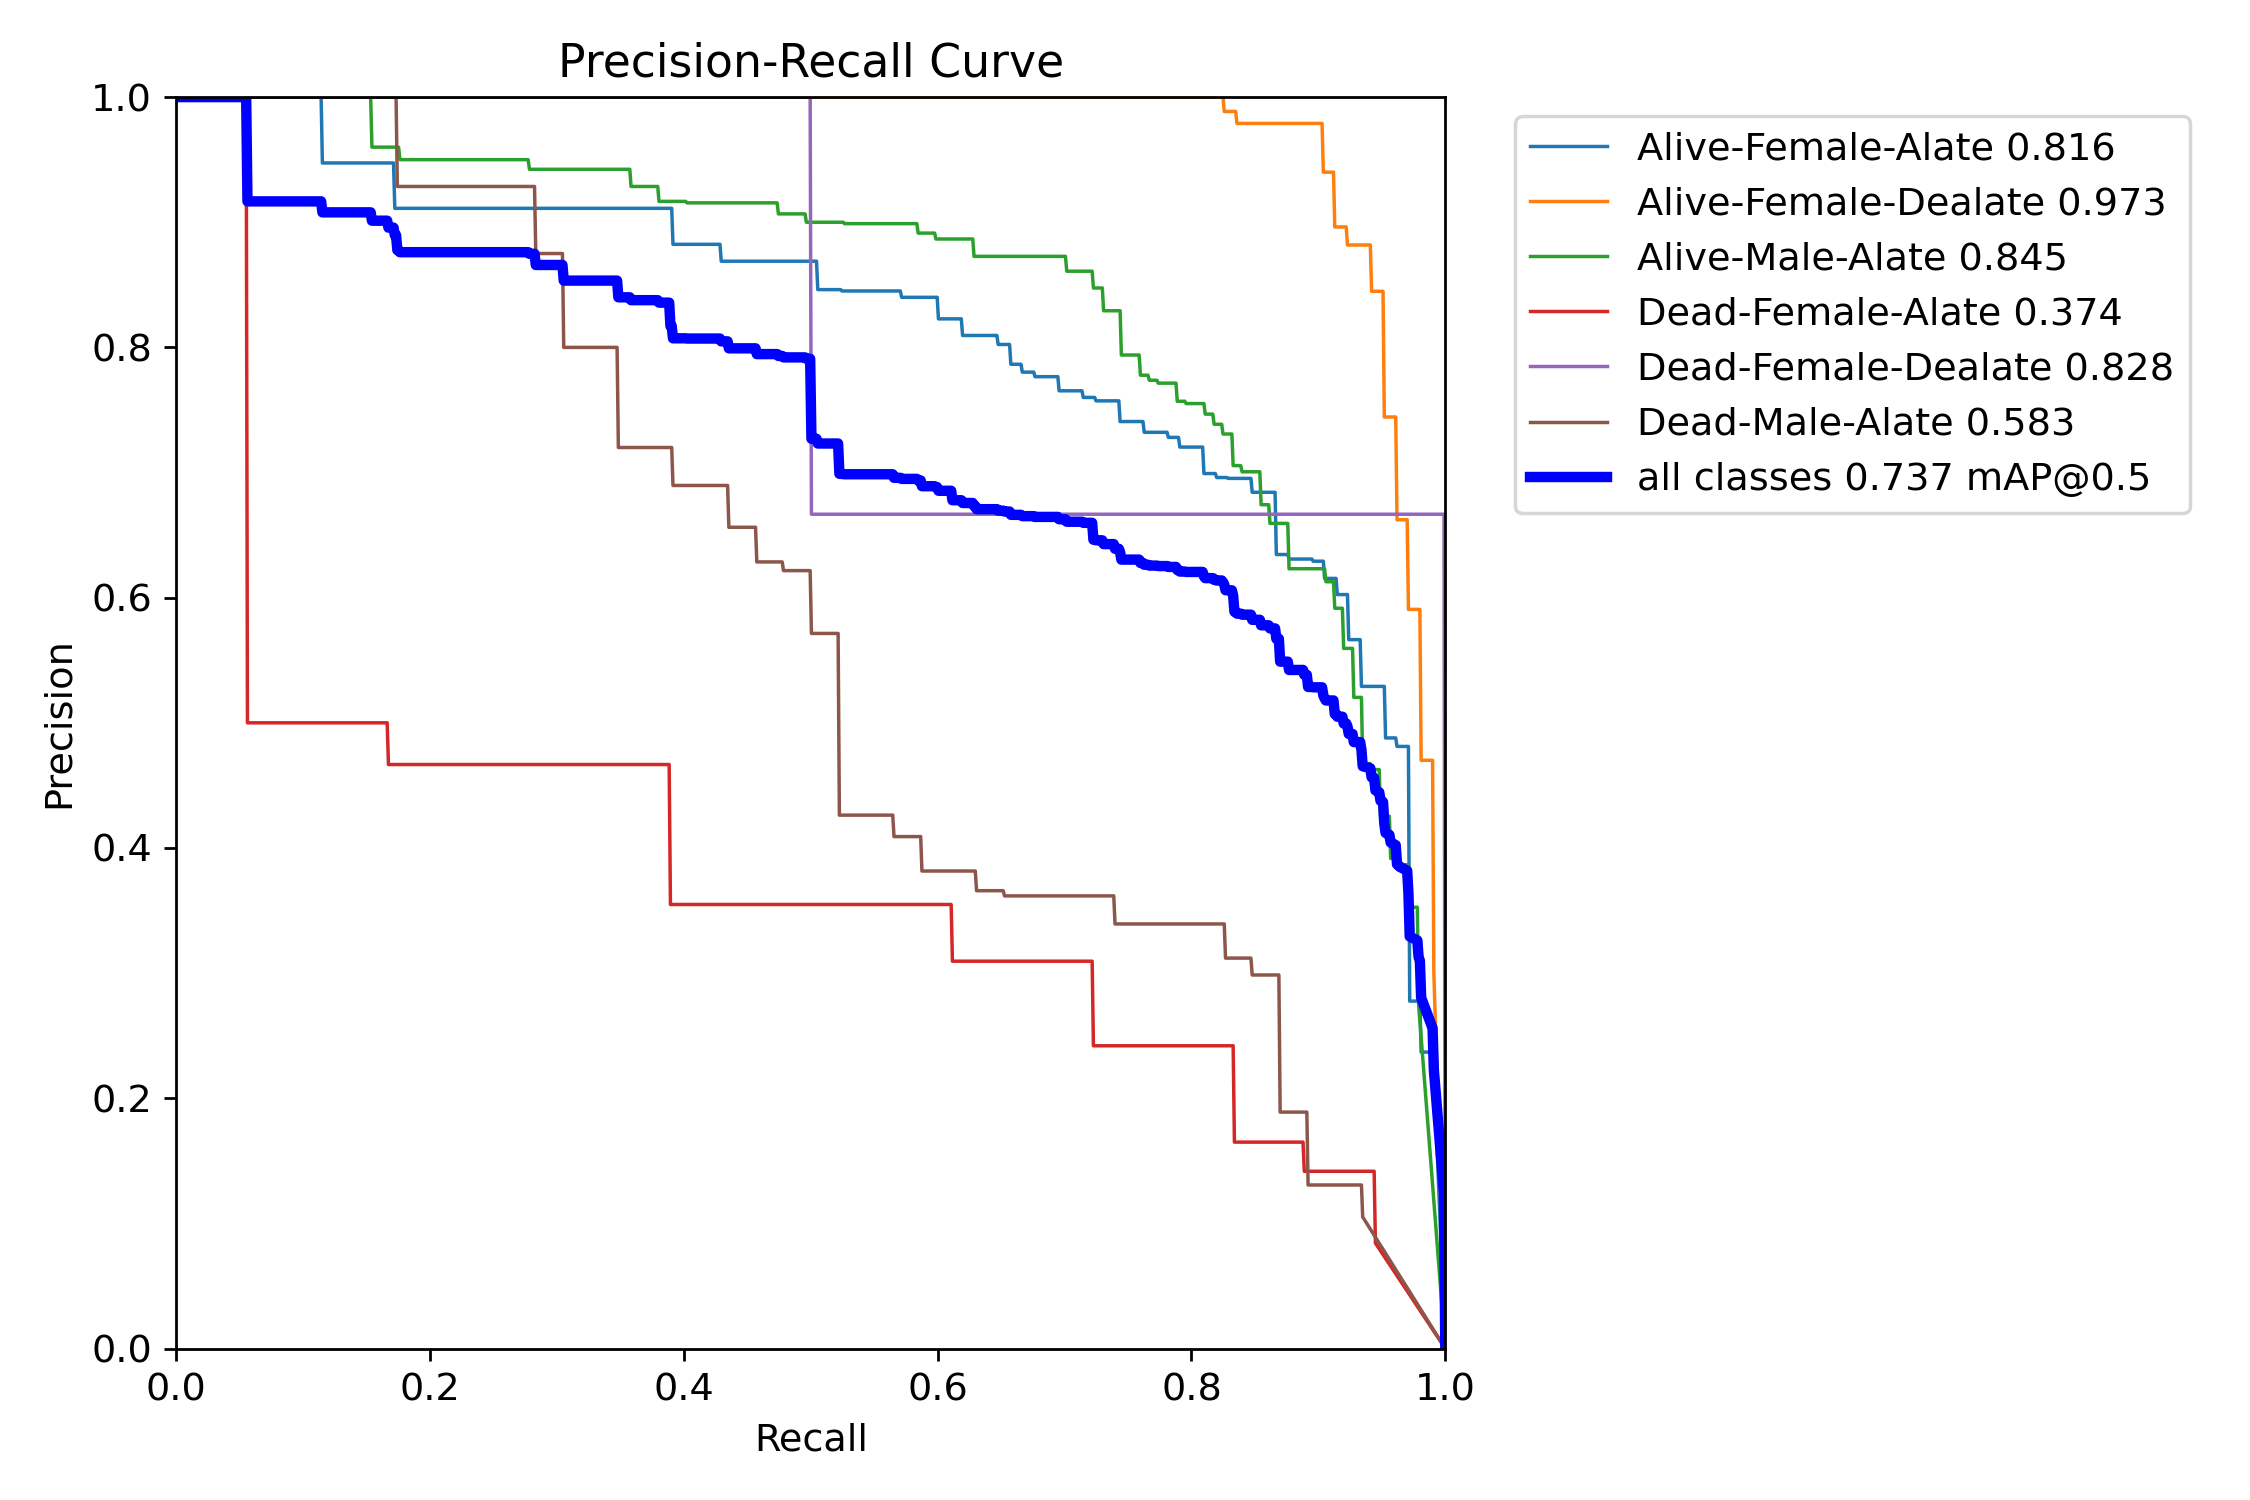 Precision-Recall Curve
1.0
0.8
0.6
0.4
0.2
0.0
Precision
0.0 0.2 0.4 0.6 0.8 1.0
Recall
Alive-Female-Alate 0.816
Alive-Female-Dealate 0.973
Alive-Male-Alate 0.845
Dead-Female-Alate 0.374
Dead-Female-Dealate 0.828
Dead-Male-Alate 0.583
all classes 0.737 mAP@0.5